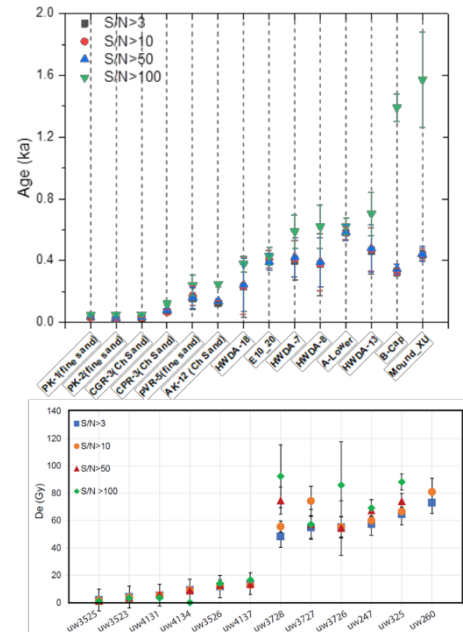 2.0
1.6
1.2
0.8
0.4
0.0
Age (ka)
S/N>3
S/N>10
S/N>50
S/N>100
PK-1(fine sand)
PK-2(fine sand)
CGR-3(Ch Sand)
CPR-3(Ch Sand)
PVR-5(fine sand)
AK-12 (Ch Sand)
HWDA-18
E10_20
HWDA-7
HWDA-8
A-Lower
HWDA-13
B-Cap
Mound_XU
140
120
100
80
60
40
20
0
De (Gy)
S/N>3
S/N>10
S/N>50
S/N >100
uw3525
uw3523
uw4131
uw4134
uw3526
uw4137
uw3728
uw3727
uw3726
uw247
uw325
uw260